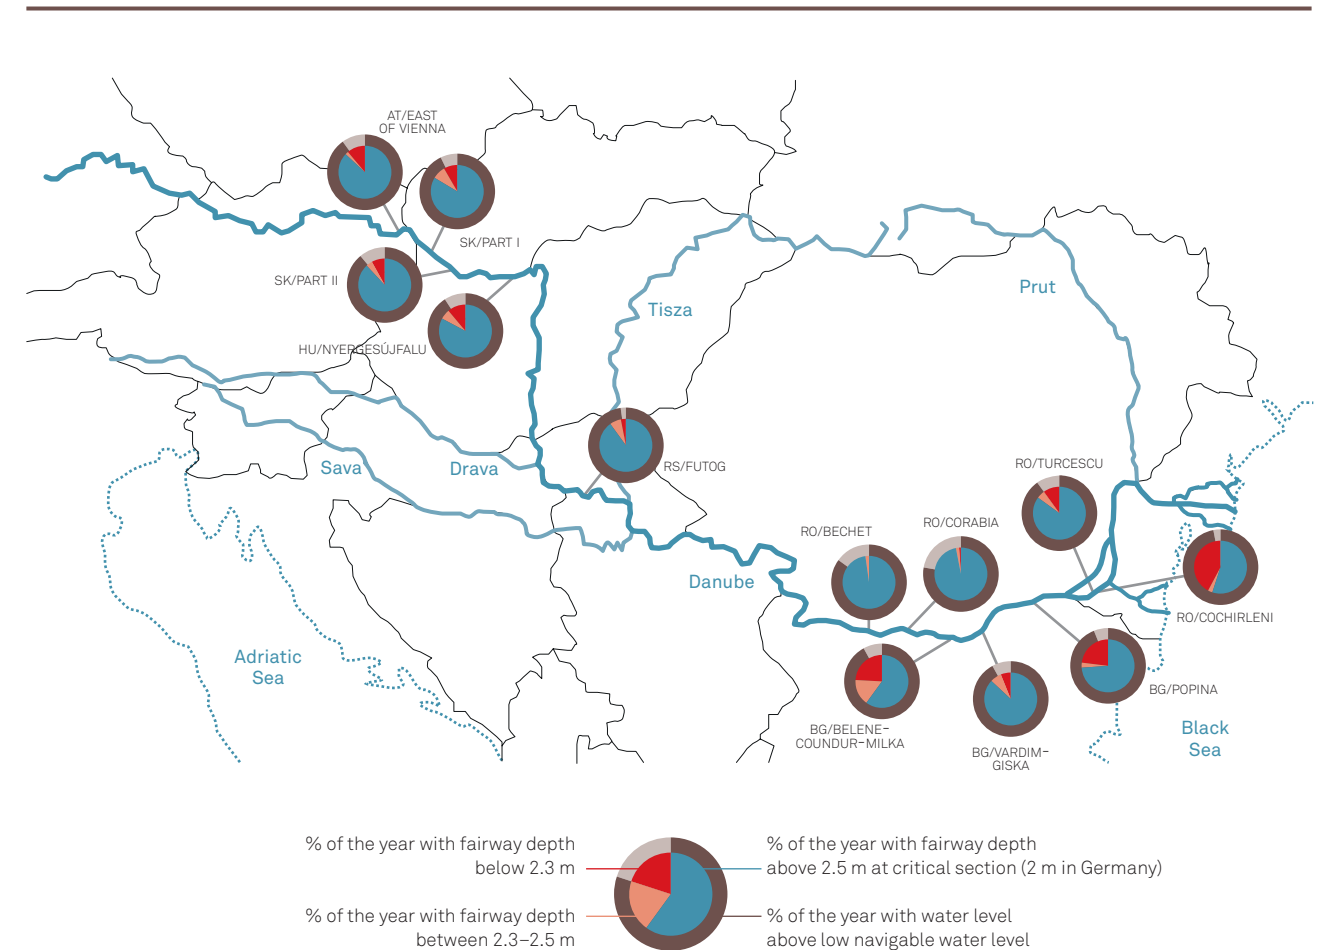 AT/EAST
OF VIENNA
SK/PART I
SK/PART II
HU/NYERGESÚJFALU
Tisza
Prut
Sava
Drava
RS/FUTOG
RO/TURCESCU
RO/BECHET
RO/CORABIA
Danube
RO/COCHIRLENI
Adriatic
Sea
BG/POPINA
BG/BELENE–
COUNDUR–MILKA
BG/VARDIM–
GISKA
Black
Sea
% of the year with fairway depth
below 2.3 m
% of the year with fairway depth
above 2.5 m at critical section (2 m in Germany)
% of the year with fairway depth
between 2.3–2.5 m
% of the year with water level
above low navigable water level